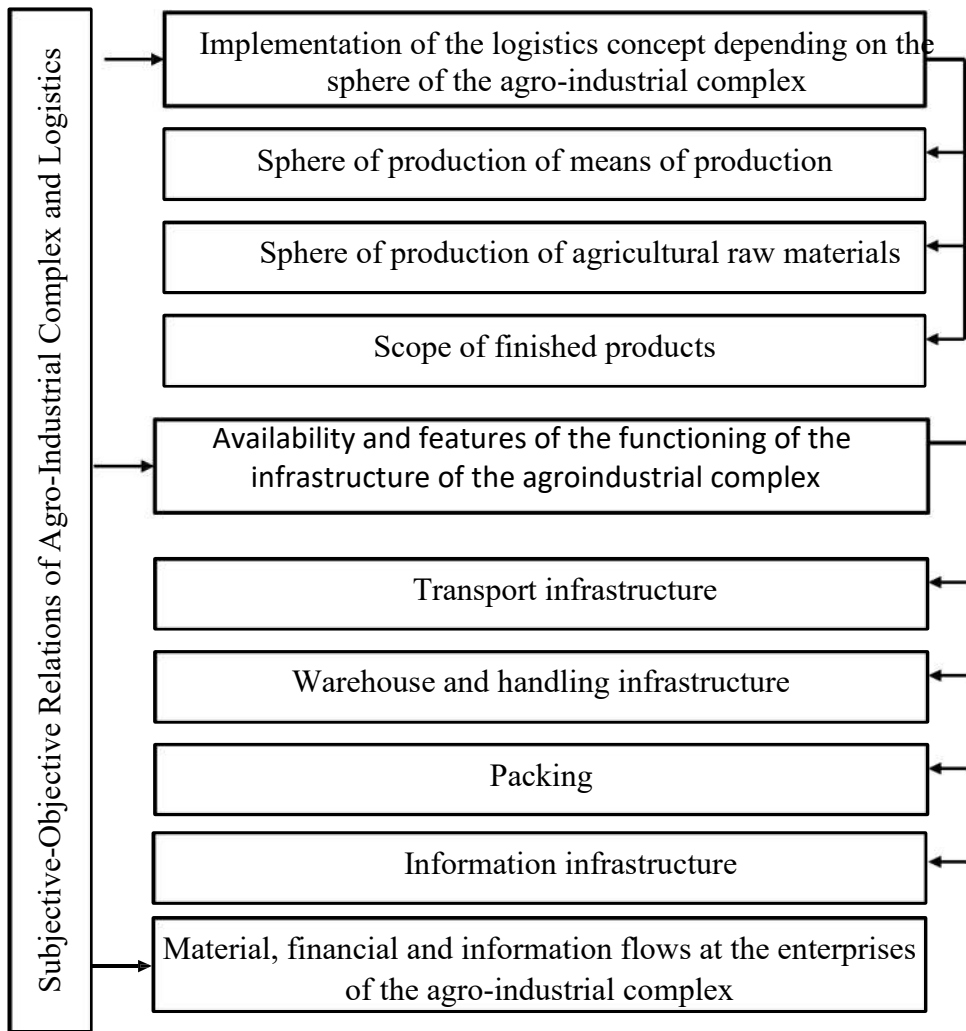 Subjective-Objective Relations of Agro-Industrial Complex and Logistics
Implementation of the logistics concept depending on the
sphere of the agro-industrial complex
Sphere of production of means of production
Sphere of production of agricultural raw materials
Scope of finished products
Availability and features of the functioning of the
infrastructure of the agroindustrial complex
Transport infrastructure
Warehouse and handling infrastructure
Packing
Information infrastructure
Material, financial and information flows at the enterprises
of the agro-industrial complex